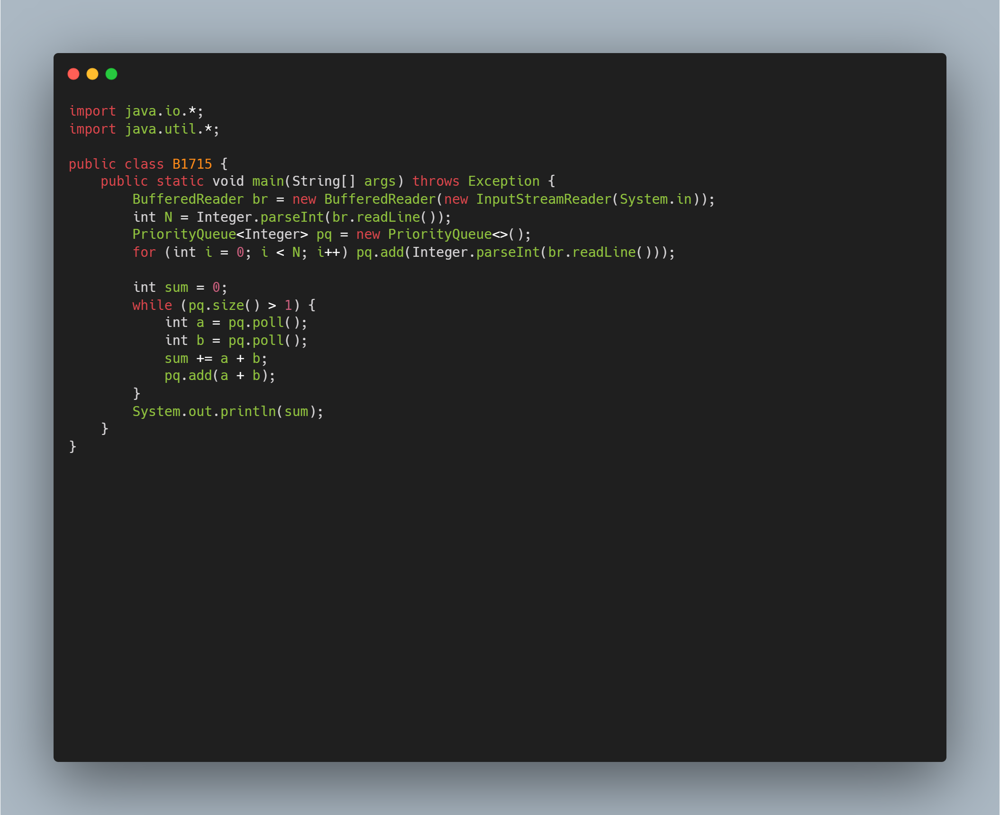 import java.io.*;
import java.util.*;

public class B1715 {
    public static void main(String[] args) throws Exception {
        BufferedReader br = new BufferedReader(new InputStreamReader(System.in));
        int N = Integer.parseInt(br.readLine());
        PriorityQueue<Integer> pq = new PriorityQueue<>();
        for (int i = 0; i < N; i++) pq.add(Integer.parseInt(br.readLine()));

        int sum = 0;
        while (pq.size() > 1) {
            int a = pq.poll();
            int b = pq.poll();
            sum += a + b;
            pq.add(a + b);
        }
        System.out.println(sum);
    }
}